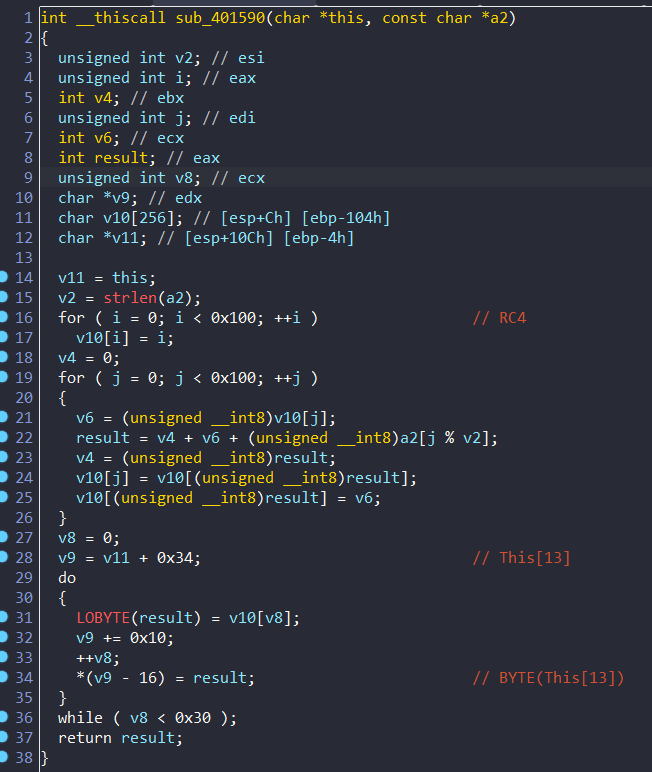 1 int __thiscall sub_401590(char *this, const char *a2)
2 {
3 unsigned int v2; // esi
4 unsigned int i; // eax
5 int v4; // ebx
6 unsigned int j; // edi
7 int v6; // ecx
8 int result; // eax
9 unsigned int v8; // ecx
10 char *v9; // edx
11 char v10[256]; // [esp+Ch] [ebp-104h]
12 char *v11; // [esp+10Ch] [ebp-4h]
13
14 v11 = this;
15 v2 = strlen(a2);
16 for ( i = 0; i < 0x100; ++i ) // RC4
17 v10[i] = i;
18 v4 = 0;
19 for ( j = 0; j < 0x100; ++j )
20 {
21 v6 = (unsigned __int8)v10[j];
22 result = v4 + v6 + (unsigned __int8)a2[j % v2];
23 v4 = (unsigned __int8)result;
24 v10[j] = v10[(unsigned __int8)result];
25 v10[(unsigned __int8)result] = v6;
26 }
27 v8 = 0;
28 v9 = v11 + 0x34; // This[13]
29 do
30 {
31 LOBYTE(result) = v10[v8];
32 v9 += 0x10;
33 ++v8;
34 *(v9 - 16) = result; // BYTE(This[13])
35 }
36 while ( v8 < 0x30 );
37 return result;
38 }